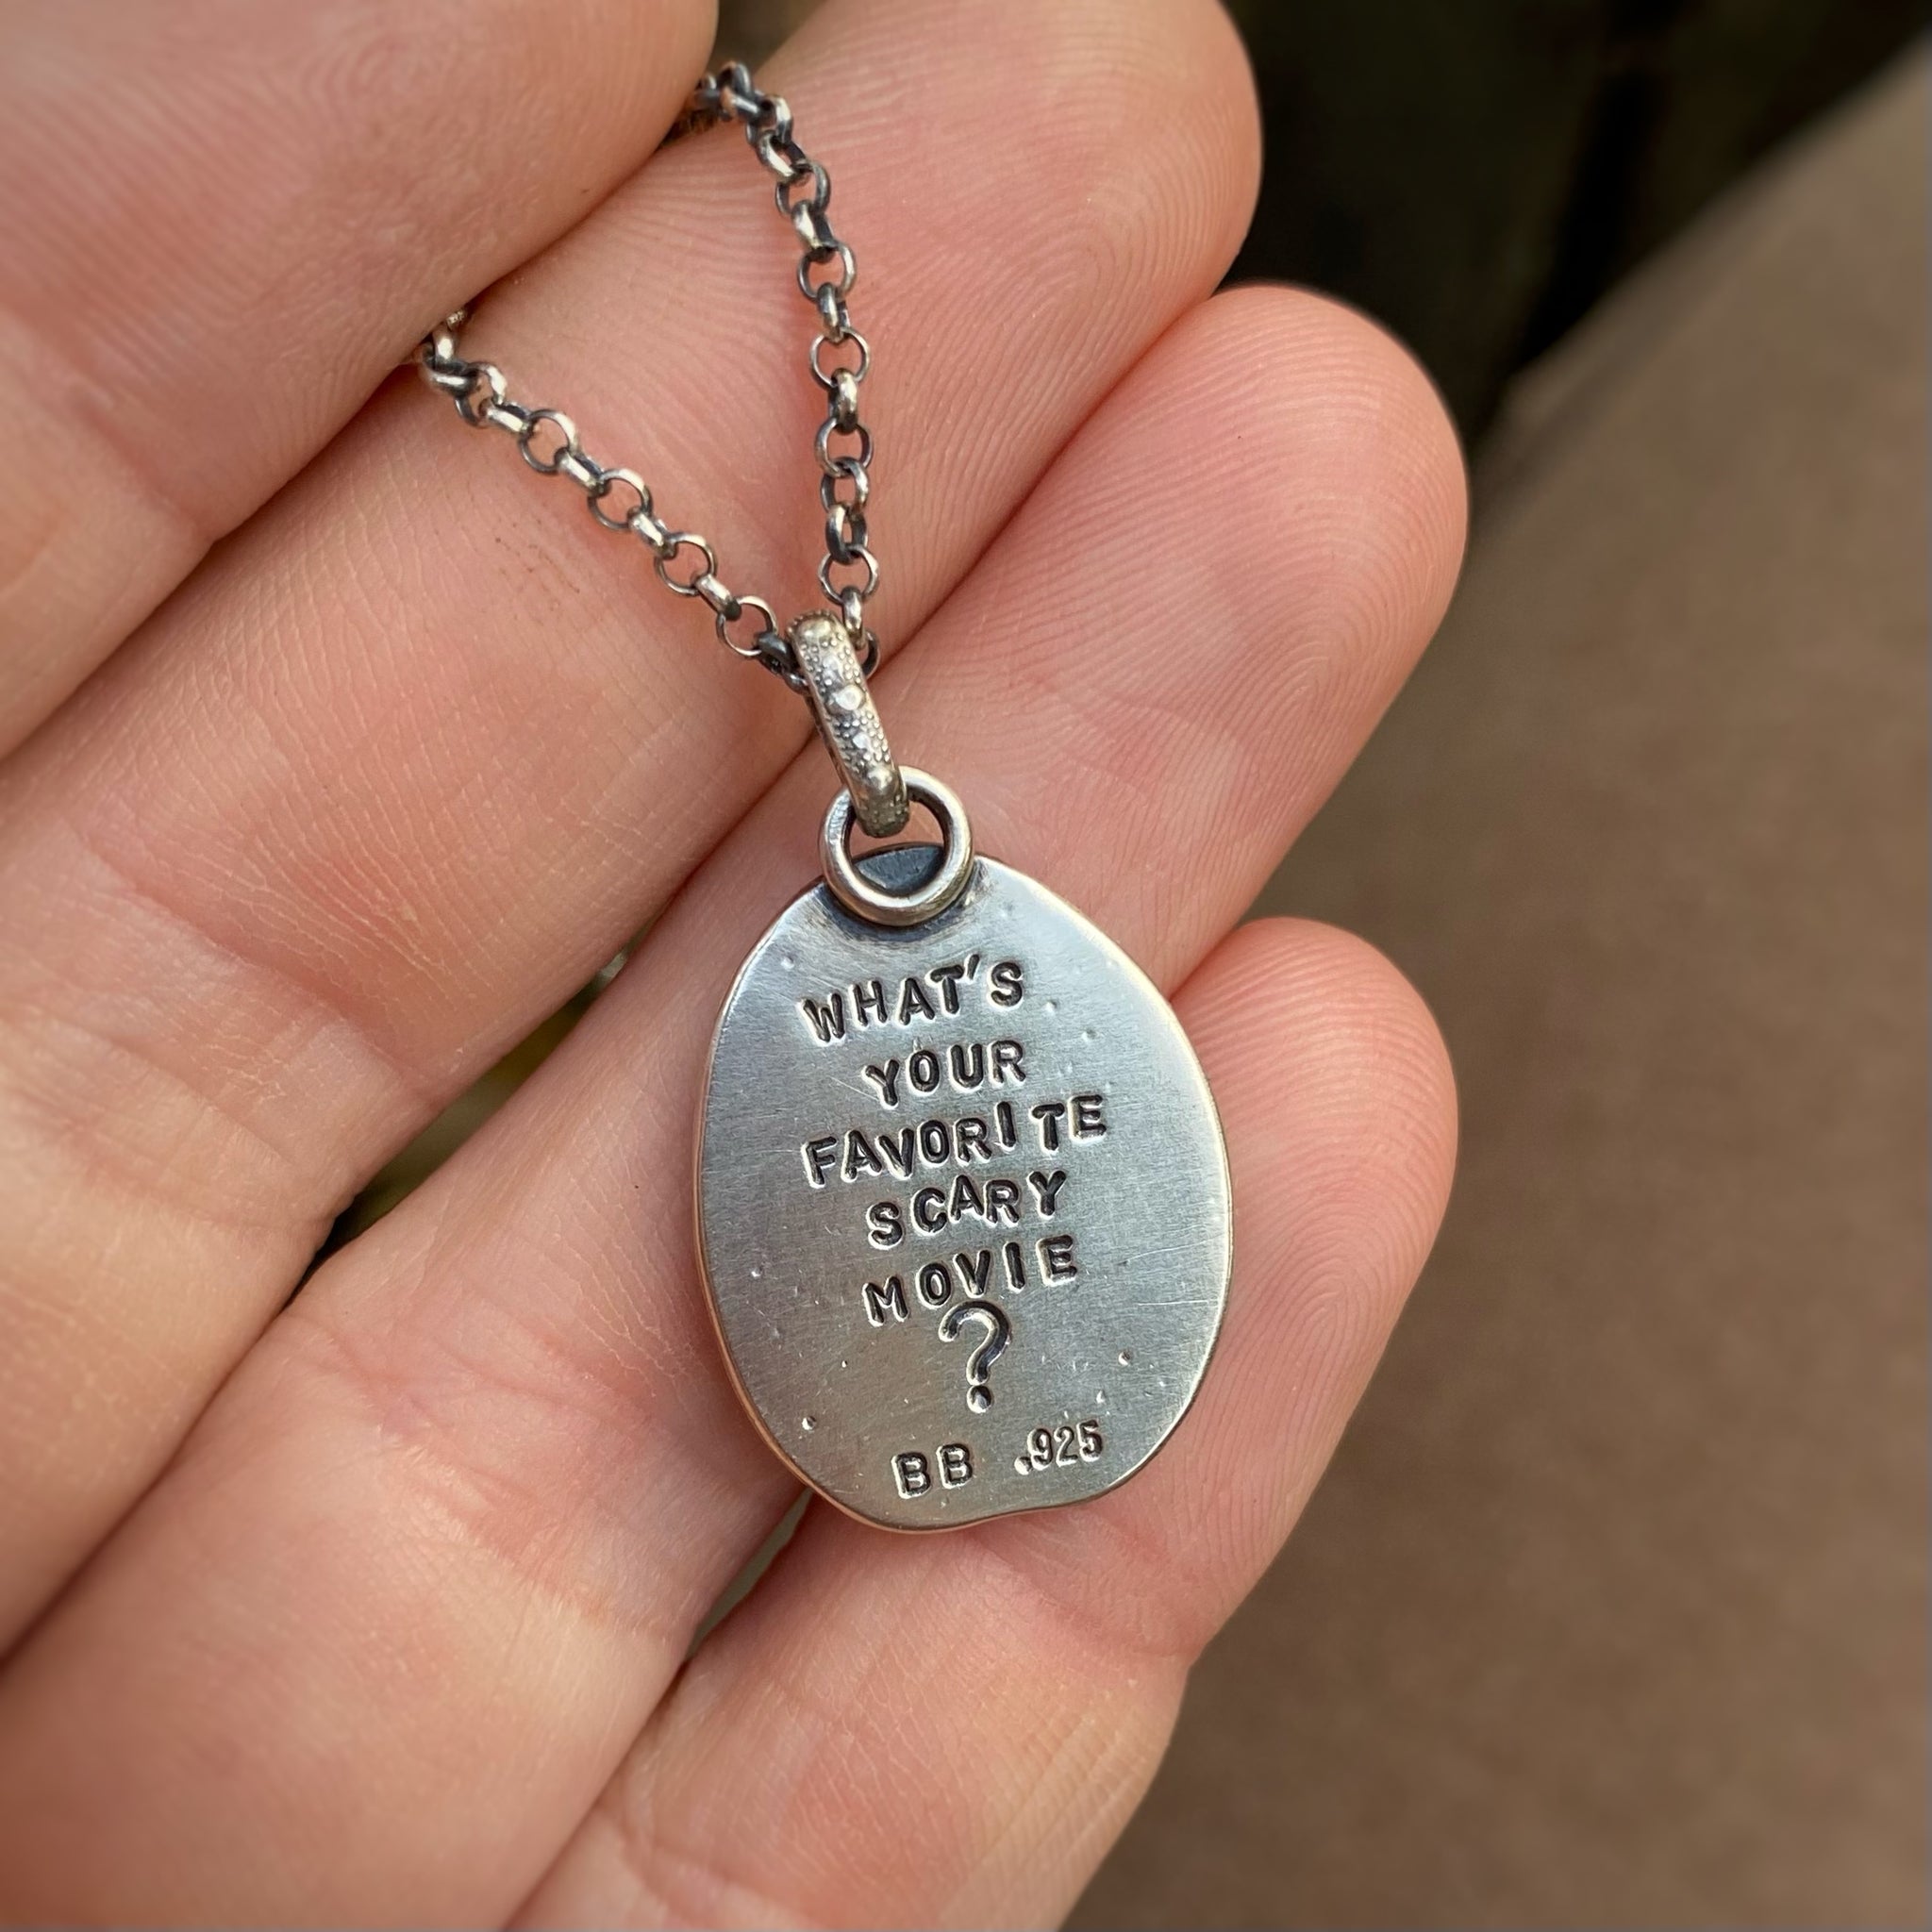 WHAT'S
YOUR
FAVORITE
SCARY
MOVIE
?
BB .925